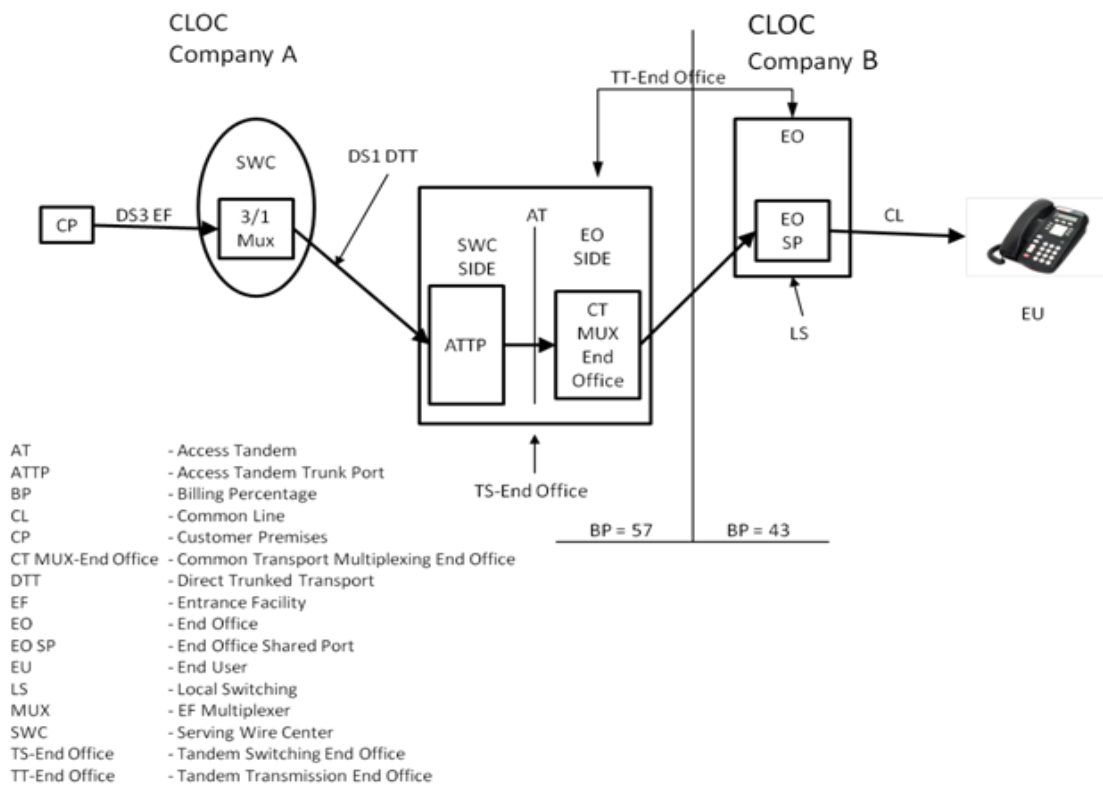 CLOC
Company A
CLOC
Company B
TT-End Office
SWC
DS1 DTT
EO
CP
DS3 EF
3/1
Mux
AT
SWC
SIDE
EO
SIDE
EO
SP
CL
ATTP
CT
MUX
End
Office
LS
EU
TS-End Office
BP = 57
BP = 43
AT - Access Tandem
ATTP - Access Tandem Trunk Port
BP - Billing Percentage
CL - Common Line
CP - Customer Premises
CT MUX-End Office - Common Transport Multiplexing End Office
DTT - Direct Trunked Transport
EF - Entrance Facility
EO - End Office
EO SP - End Office Shared Port
EU - End User
LS - Local Switching
MUX - EF Multiplexer
SWC - Serving Wire Center
TS-End Office - Tandem Switching End Office
TT-End Office - Tandem Transmission End Office